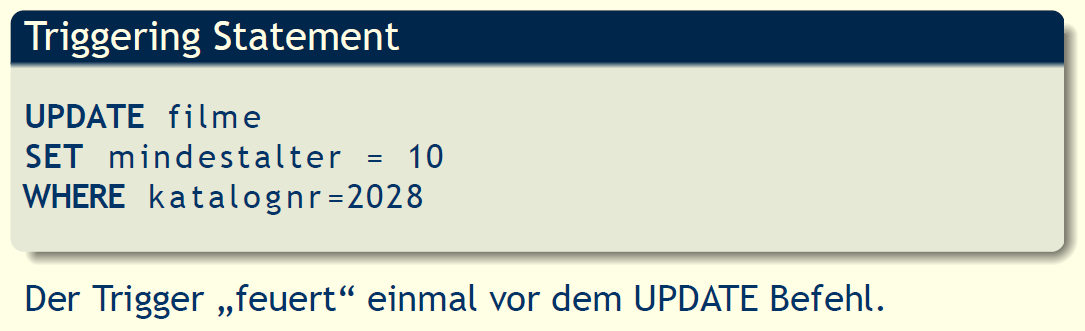 Triggering Statement
UPDATE filme
SET mindestalter = 10
WHERE katalognr=2028
Der Trigger „feuert“ einmal vor dem UPDATE Befehl.